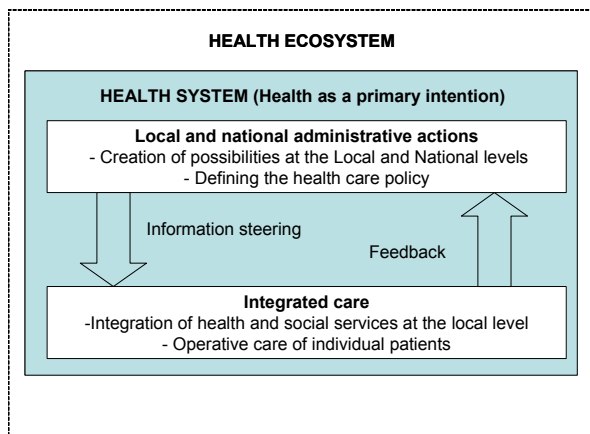 HEALTH ECOSYSTEM
HEALTH SYSTEM (Health as a primary intention)
Local and national administrative actions
- Creation of possibilities at the Local and National levels
- Defining the health care policy
Information steering
Feedback
Integrated care
-Integration of health and social services at the local level
- Operative care of individual patients